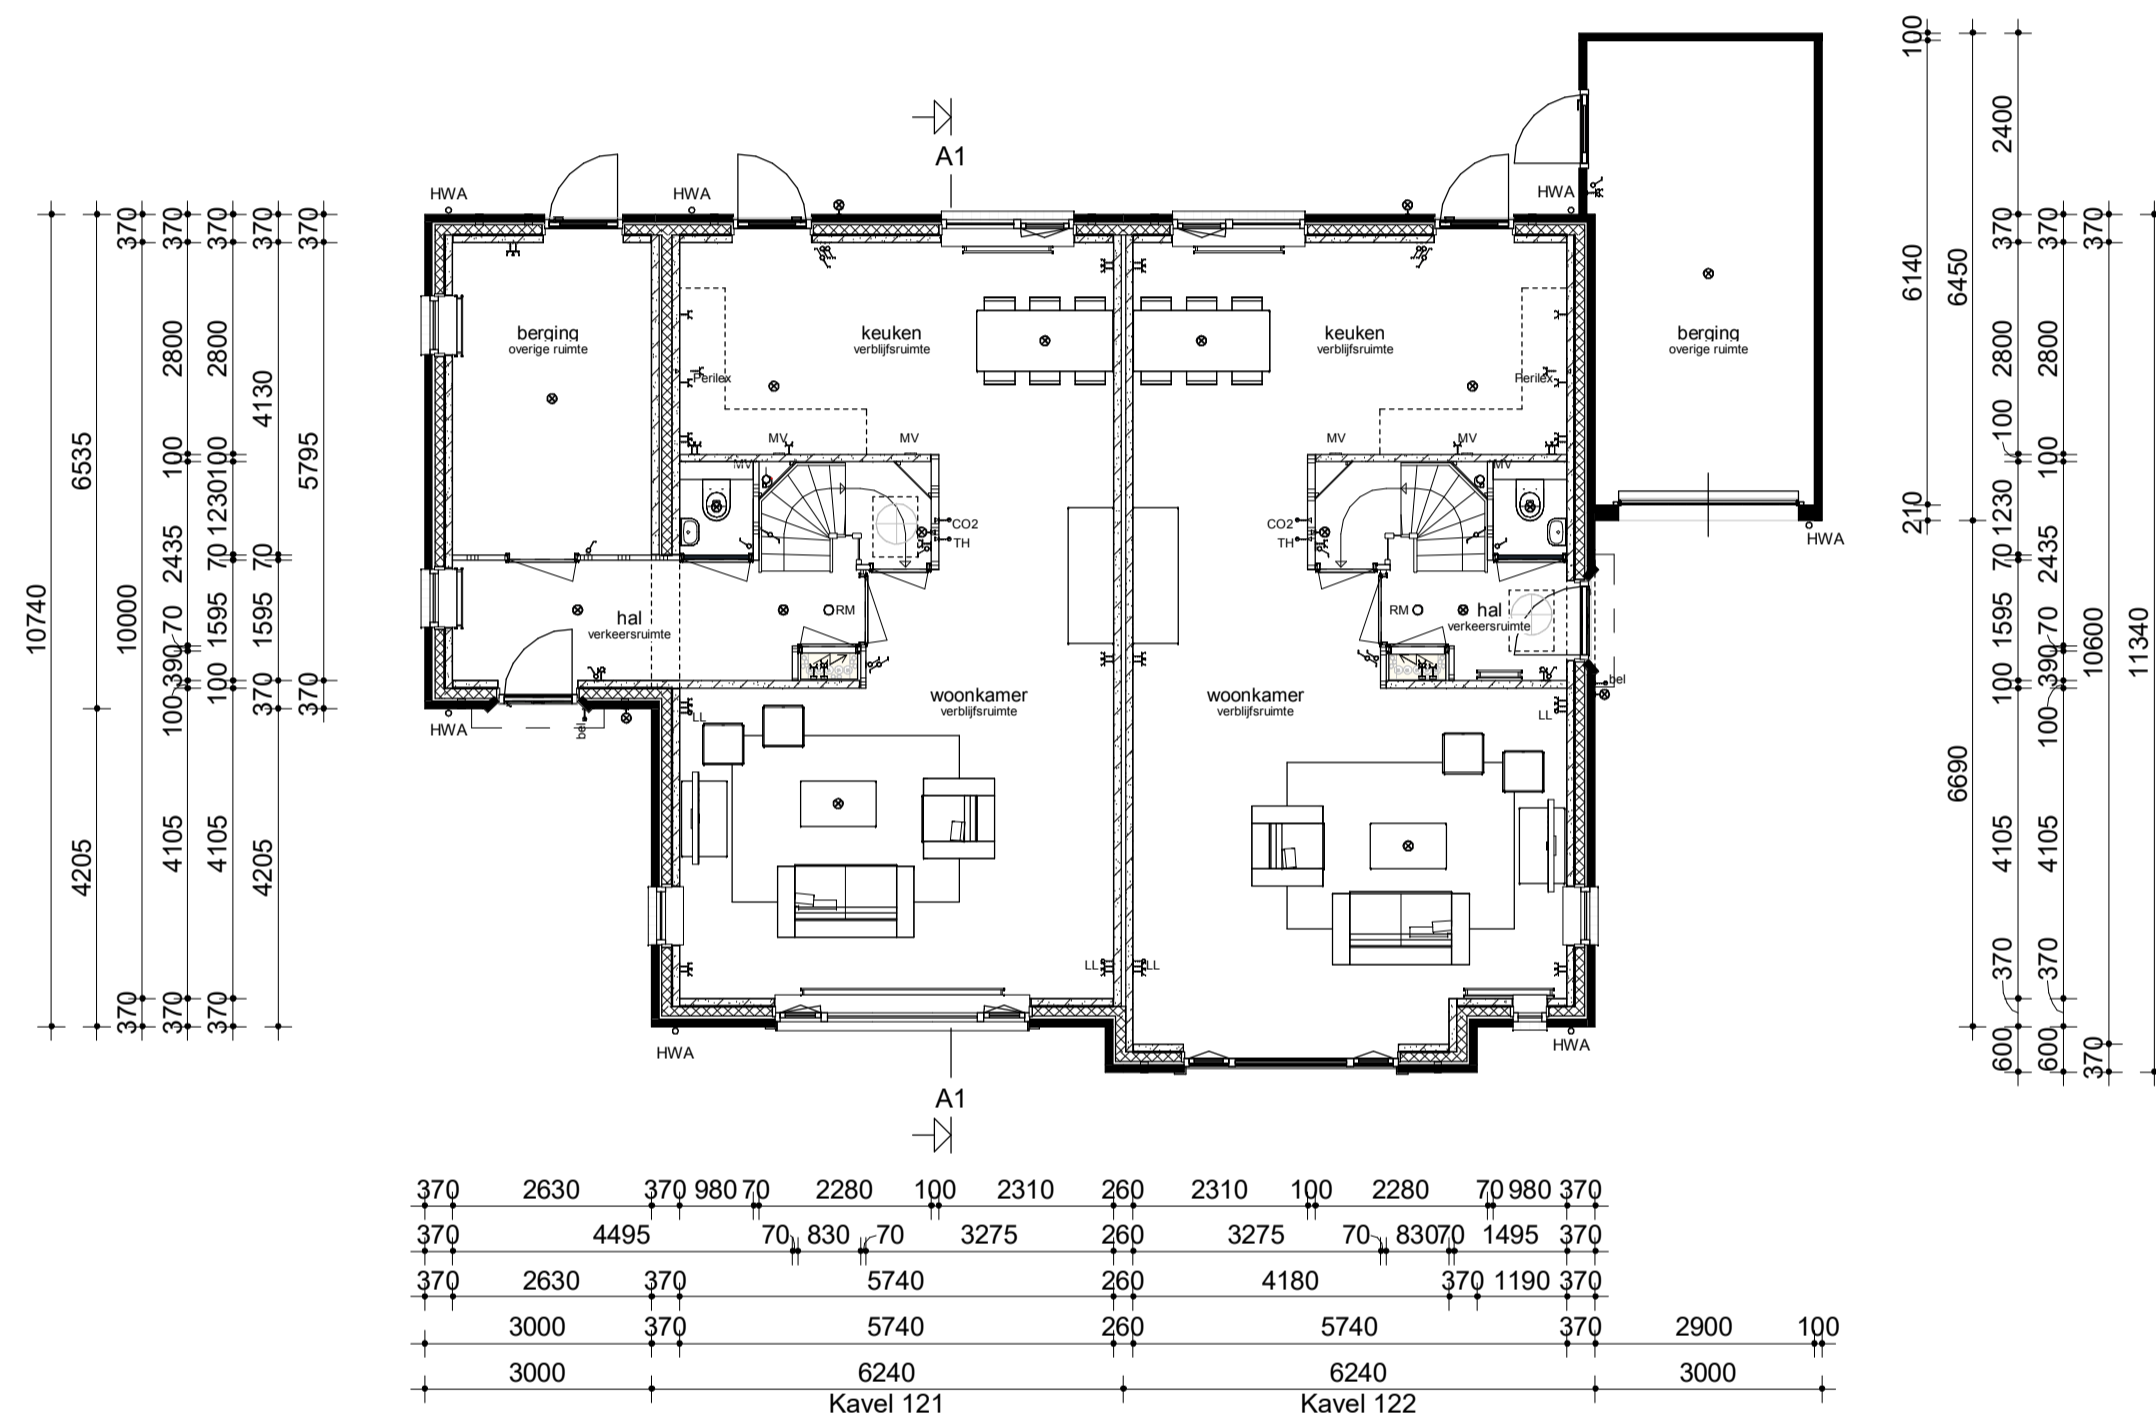 A1
HWA
HWA
HWA
berging
overige ruimte
keuken
verblijfsruimte
keuken
verblijfsruimte
berging
overige ruimte
Perilex
Perilex
MV
MV
MV
MV
MV
MV
CO2
TH
CO2
TH
HWA
hal
verkeersruimte
RM
RM
hal
verkeersruimte
bel
woonkamer
verblijfsruimte
woonkamer
verblijfsruimte
HWA
bel
LL
LL
LL
LL
HWA
HWA
A1
10740
6535
4205
370
10000
370
370
2800
100
2435
70
390
100
4105
370
370
2800
100
1230
70
1595
100
4105
370
370
4130
70
1595
370
4205
370
5795
370
100
6140
210
6450
6690
2400
370
2800
100
1230
70
1595
100
4105
370
600
370
2800
100
2435
70
390
100
4105
370
600
370
10600
370
11340
370 2630 370 980 70 2280 100 2310 260 2310 100 2280 70 980 370
370 4495 70 830 70 3275 260 3275 70 830 70 1495 370
370 2630 370 5740 260 4180 370 1190 370
3000 370 5740 260 5740 370 2900 100
3000 6240 6240 3000
Kavel 121 Kavel 122